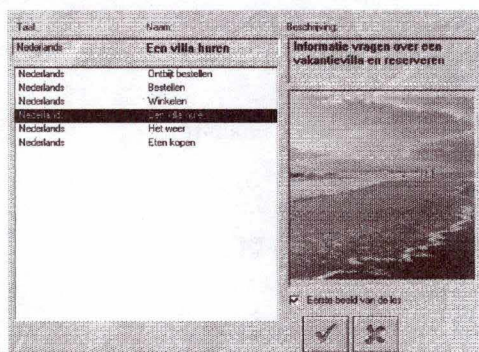 Taal Naam Beschrijving
Nederlands Een villa huren Informatie vragen over een
vakantievilla en reserveren
Nederlands Ontbijt bestellen
Nederlands Bestellen
Nederlands Winkelen
Nederlands Een villa huren
Nederlands Het weer
Nederlands Eten kopen
Eerste beeld van de les